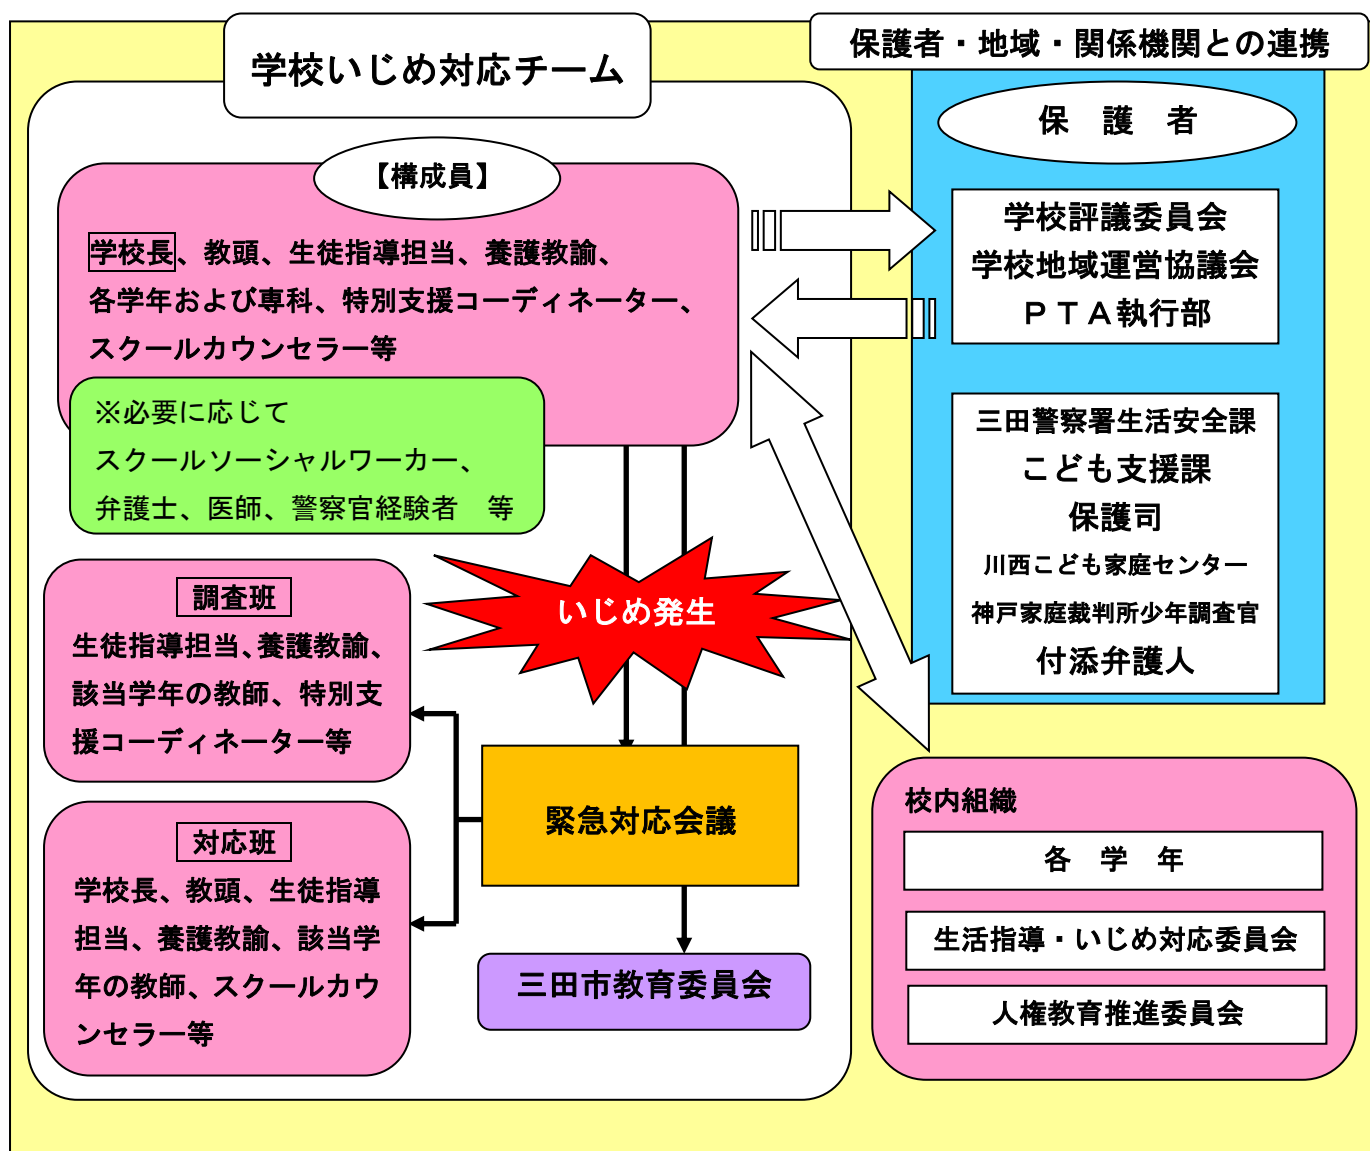 学校いじめ対応チーム
【構成員】
学校長、教頭、生徒指導担当、養護教諭、
各学年および専科、特別支援コーディネーター、
スクールカウンセラー等
※必要に応じて
スクールソーシャルワーカー、
弁護士、医師、警察官経験者　等
いじめ発生
調査班
生徒指導担当、養護教諭、
該当学年の教師、特別支
援コーディネーター等
対応班
学校長、教頭、生徒指導
担当、養護教諭、該当学
年の教師、スクールカウ
ンセラー等
緊急対応会議
三田市教育委員会
保護者・地域・関係機関との連携
保　護　者
学校評議委員会
学校地域運営協議会
ＰＴＡ執行部
三田警察署生活安全課
こども支援課
保護司
川西こども家庭センター
神戸家庭裁判所少年調査官
付添弁護人
校内組織
各　学　年
生活指導・いじめ対応委員会
人権教育推進委員会